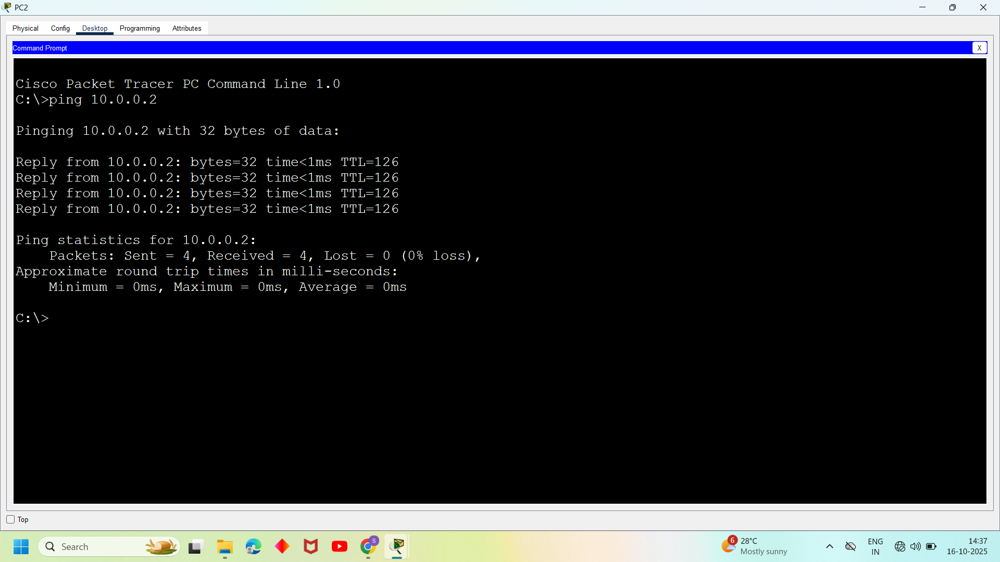 PC2
Physical Config Desktop Programming Attributes
Command Prompt
X
Cisco Packet Tracer PC Command Line 1.0
C:\>ping 10.0.0.2
Pinging 10.0.0.2 with 32 bytes of data:
Reply from 10.0.0.2: bytes=32 time<1ms TTL=126
Reply from 10.0.0.2: bytes=32 time<1ms TTL=126
Reply from 10.0.0.2: bytes=32 time<1ms TTL=126
Reply from 10.0.0.2: bytes=32 time<1ms TTL=126
Ping statistics for 10.0.0.2:
    Packets: Sent = 4, Received = 4, Lost = 0 (0% loss),
Approximate round trip times in milli-seconds:
    Minimum = 0ms, Maximum = 0ms, Average = 0ms
C:\>
Top
Search
S
6
28°C
Mostly sunny
ENG
IN
14:37
16-10-2025